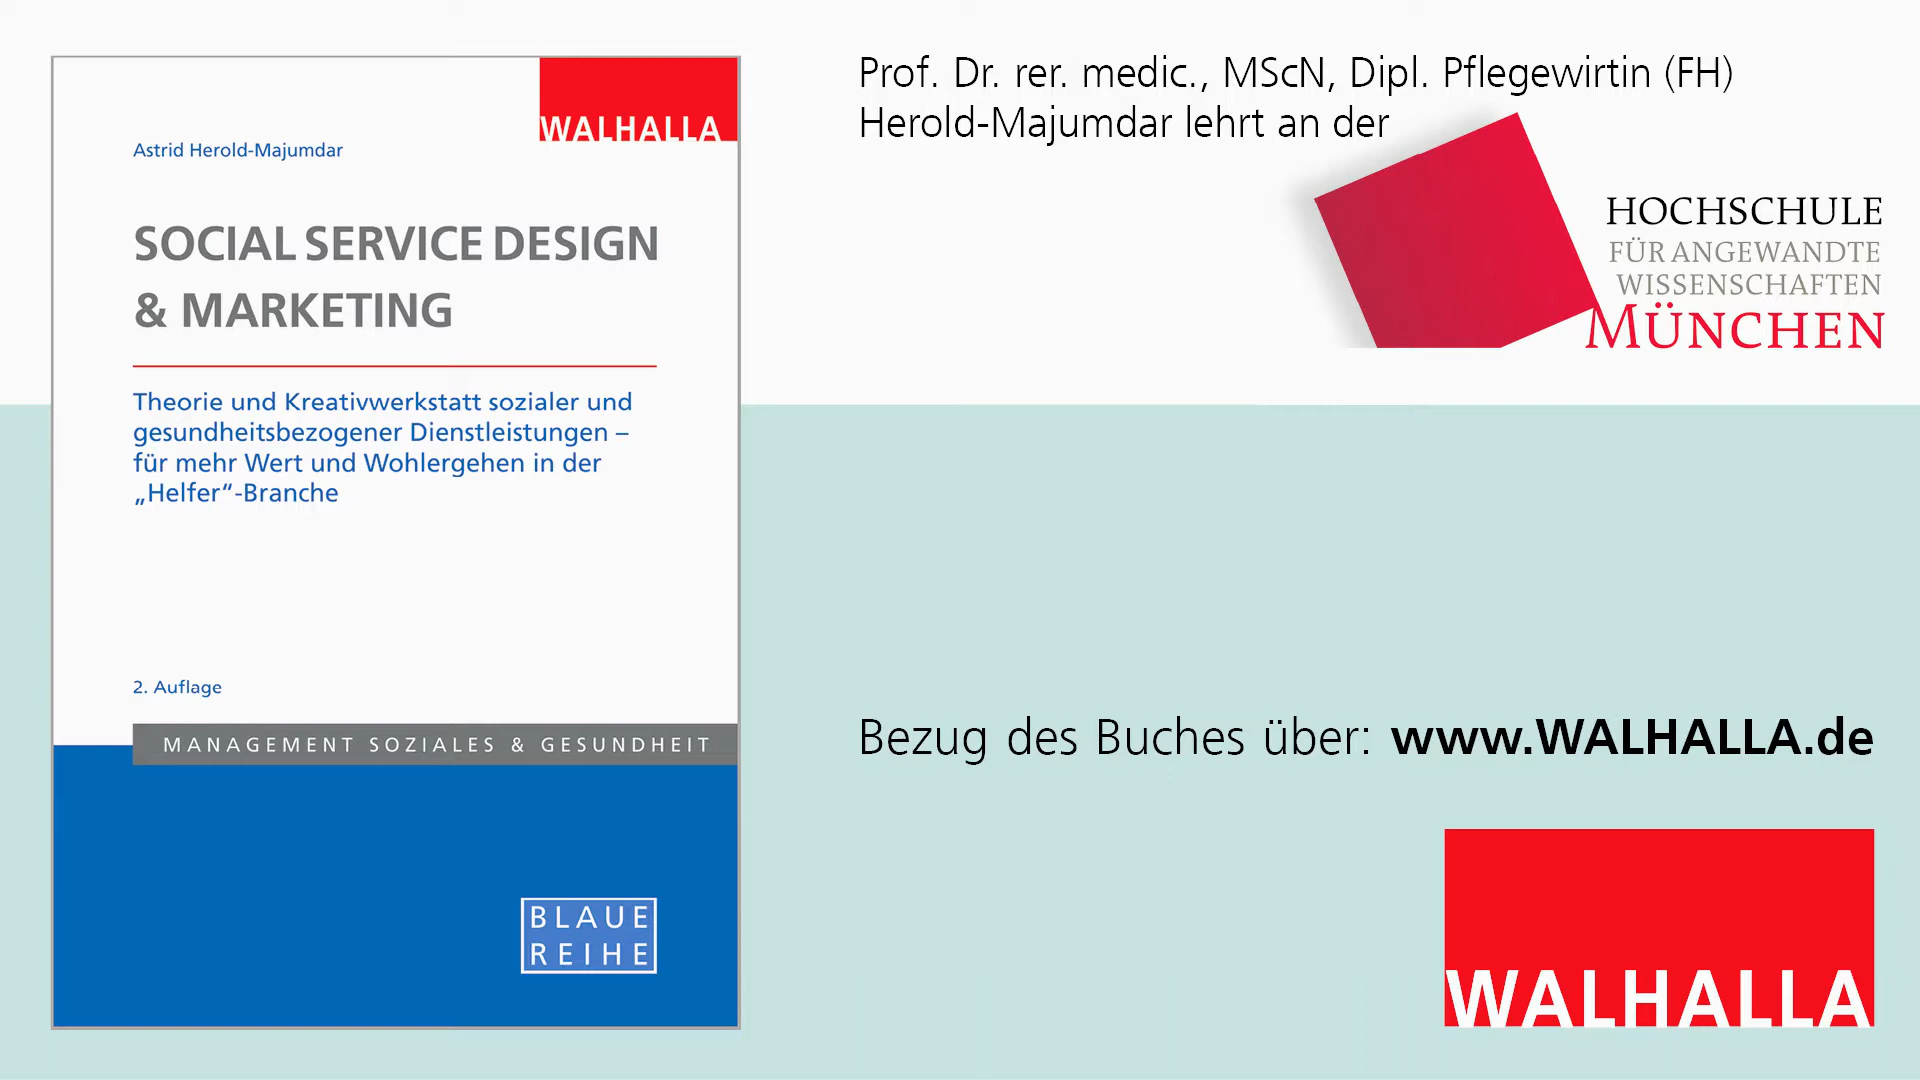 WALHALLA
Astrid Herold-Majumdar
SOCIAL SERVICE DESIGN
& MARKETING
Theorie und Kreativwerkstatt sozialer und
gesundheitsbezogener Dienstleistungen –
für mehr Wert und Wohlergehen in der
„Helfer“-Branche
2. Auflage
MANAGEMENT SOZIALES & GESUNDHEIT
BLAUE
REIHE
Prof. Dr. rer. medic., MScN, Dipl. Pflegewirtin (FH)
Herold-Majumdar lehrt an der
HOCHSCHULE
FÜR ANGEWANDTE
WISSENSCHAFTEN
MÜNCHEN
Bezug des Buches über: www.WALHALLA.de
WALHALLA